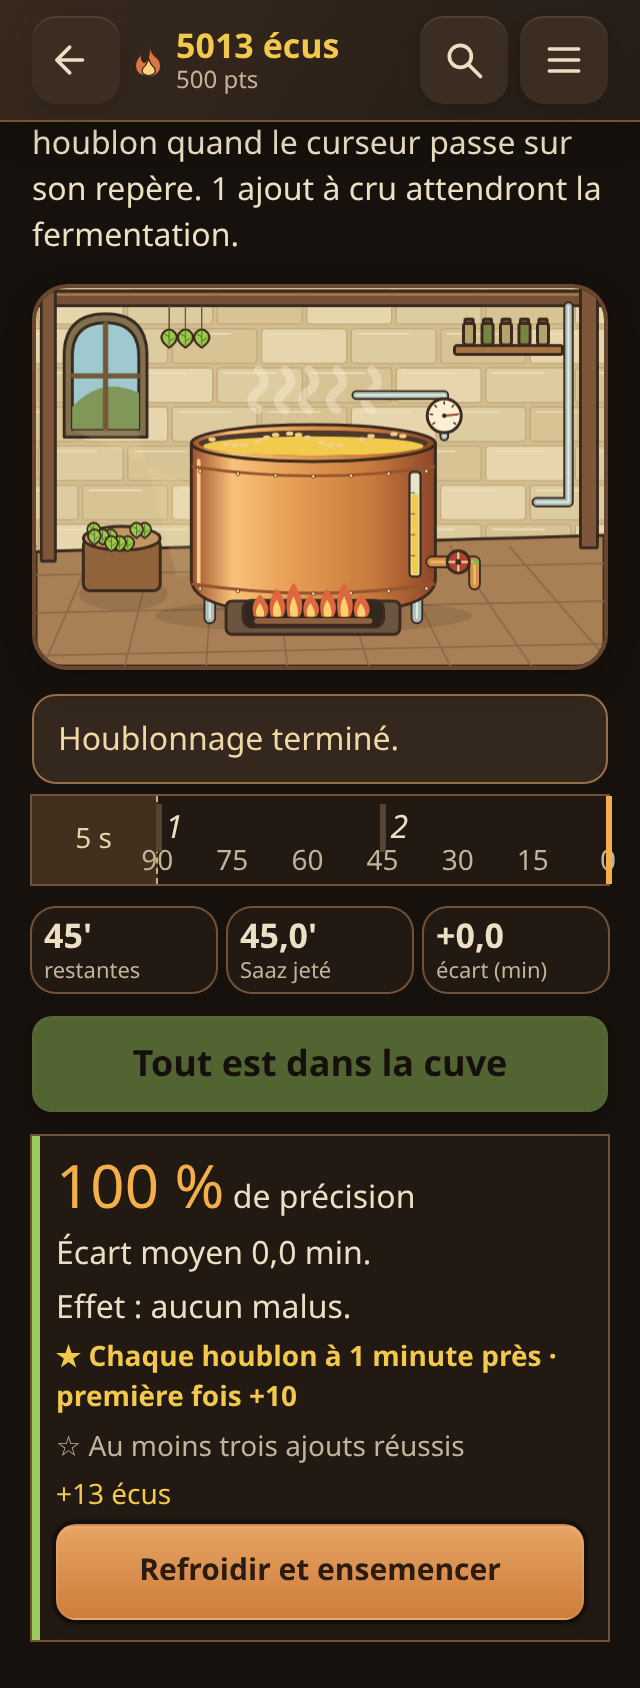 5013 écus
500 pts
houblon quand le curseur passe sur
son repère. 1 ajout à cru attendront la
fermentation.
Houblonnage terminé.
5 s
1
2
90 75 60 45 30 15 0
45'
restantes
45,0'
Saaz jeté
+0,0
écart (min)
Tout est dans la cuve
100 % de précision
Écart moyen 0,0 min.
Effet : aucun malus.
★ Chaque houblon à 1 minute près ·
première fois +10
☆ Au moins trois ajouts réussis
+13 écus
Refroidir et ensemencer